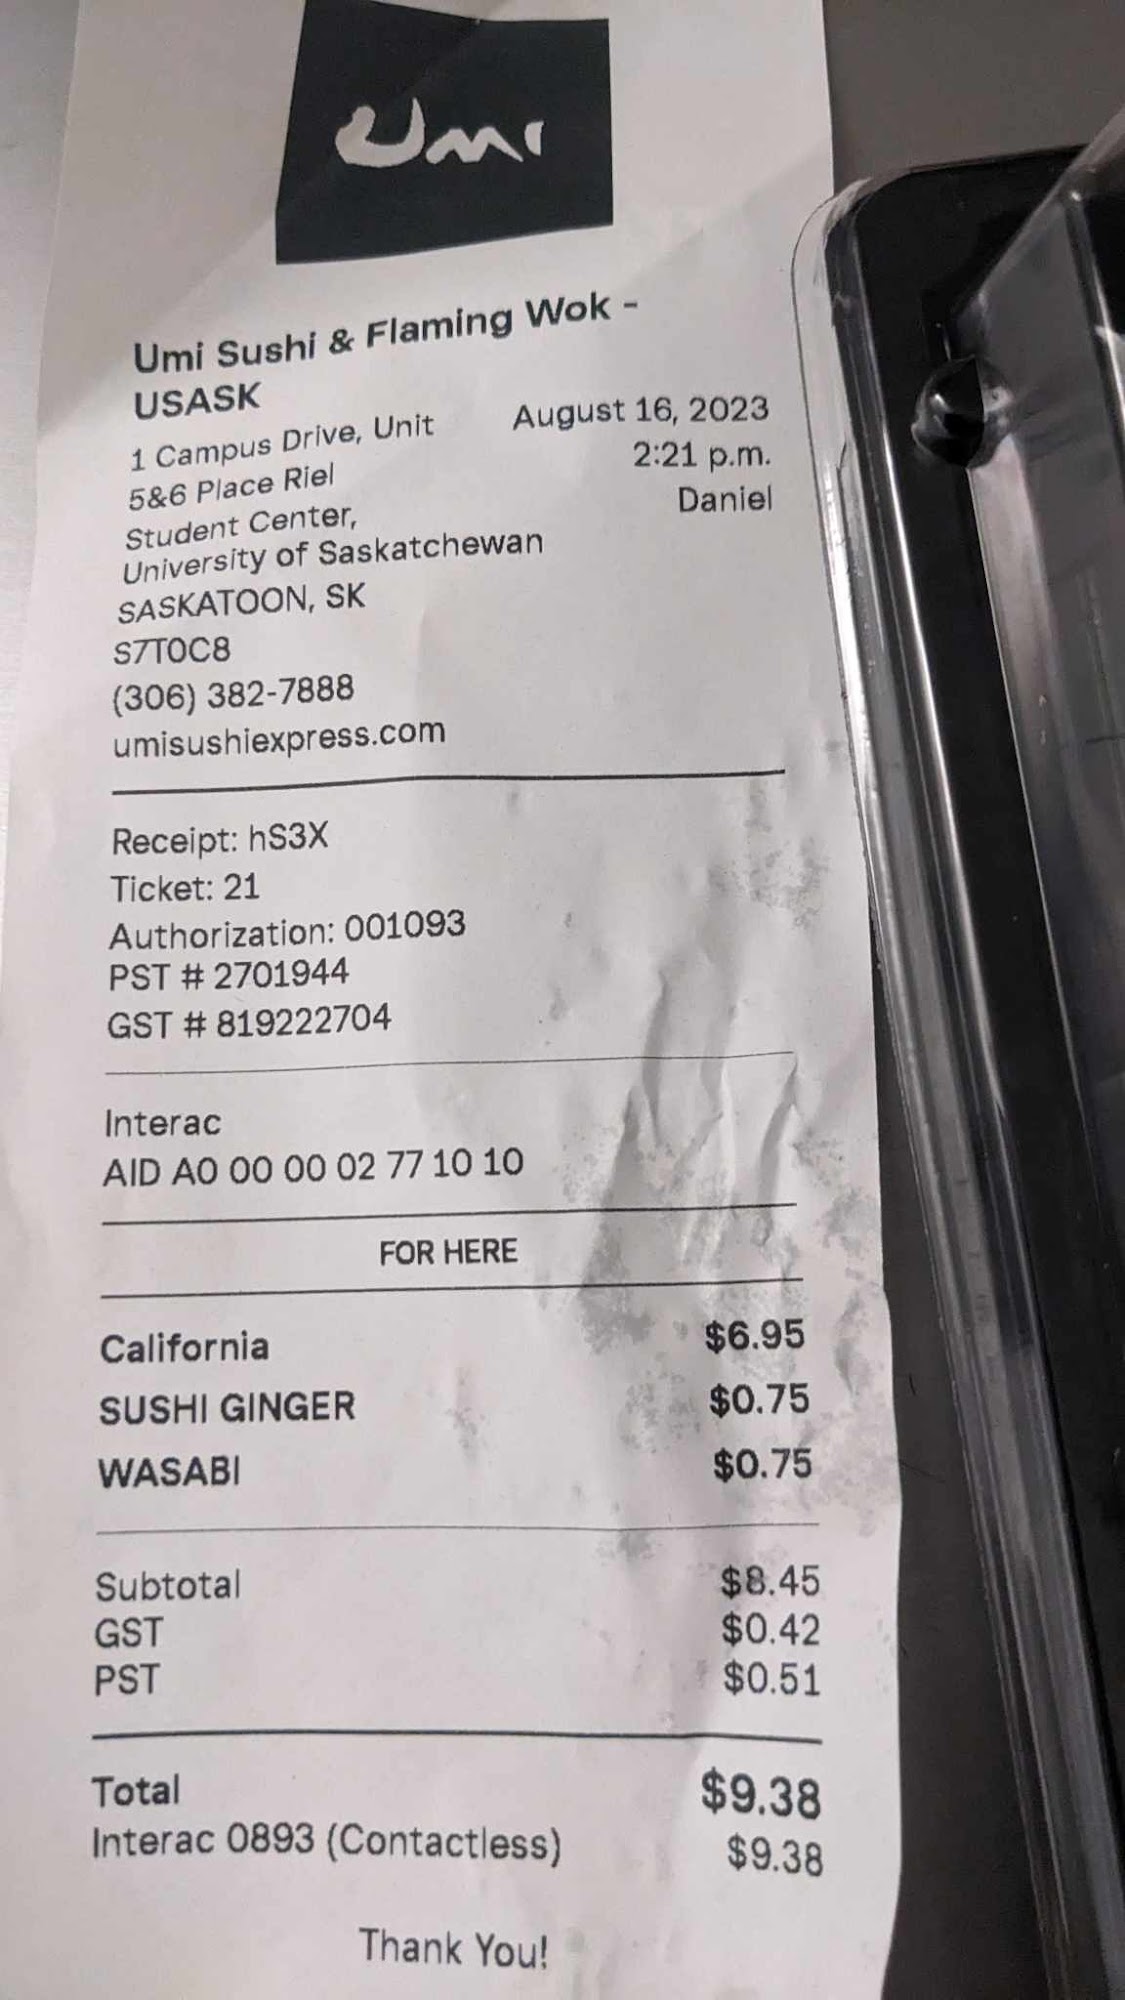 Umi
Umi Sushi & Flaming Wok -
USASK
1 Campus Drive, Unit
5&6 Place Riel
Student Center,
University of Saskatchewan
SASKATOON, SK
S7T0C8
(306) 382-7888
umisushiexpress.com
August 16, 2023
2:21 p.m.
Daniel
Receipt: hS3X
Ticket: 21
Authorization: 001093
PST # 2701944
GST # 819222704
Interac
AID A0 00 00 02 77 10 10
FOR HERE
California $6.95
SUSHI GINGER $0.75
WASABI $0.75
Subtotal $8.45
GST $0.42
PST $0.51
Total $9.38
Interac 0893 (Contactless) $9.38
Thank You!